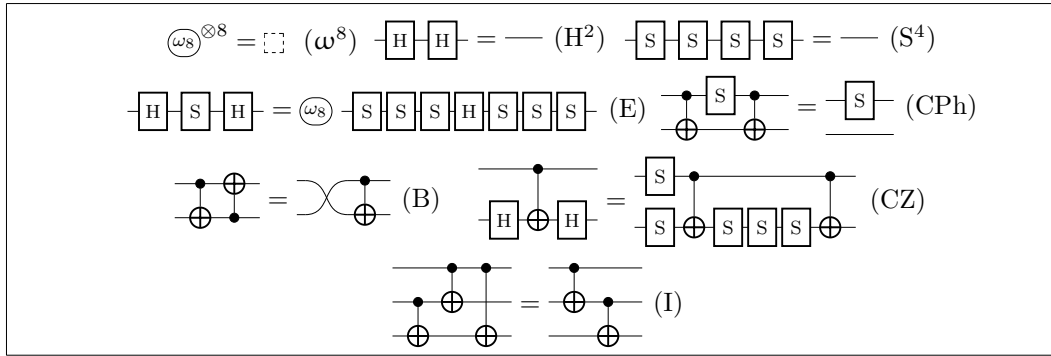 ω₈ ⊗8 = (ω⁸) H H = (H²) S S S S = (S⁴)
H S H = ω₈ S S S H S S S (E) S = S (CPh)
= (B) H H = S S S S S (CZ)
= (I)